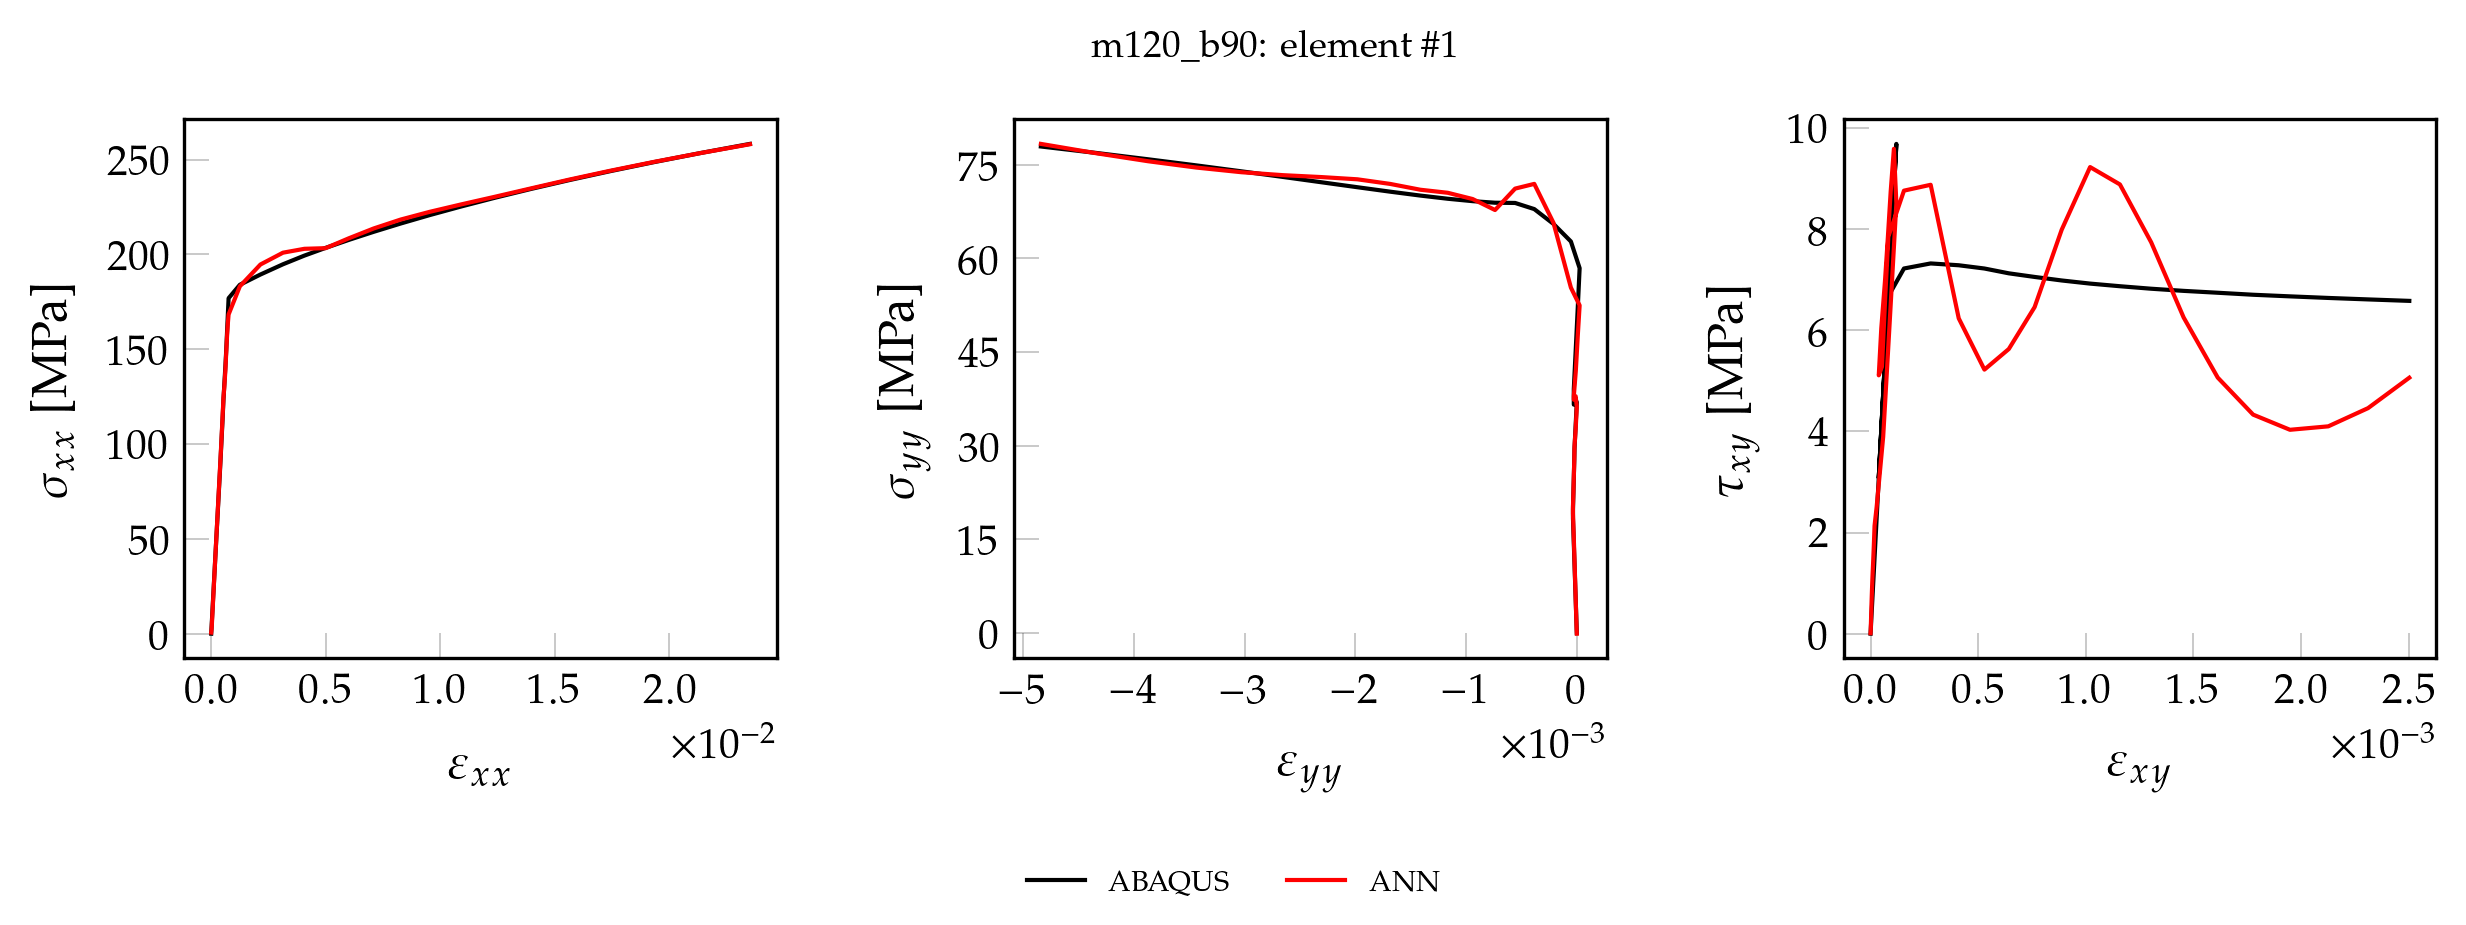 m120_b90: element #1
σxx [MPa]
250
200
150
100
50
0
0.0 0.5 1.0 1.5 2.0
×10−2
εxx
σyy [MPa]
75
60
45
30
15
0
−5 −4 −3 −2 −1 0
×10−3
εyy
τxy [MPa]
10
8
6
4
2
0
0.0 0.5 1.0 1.5 2.0 2.5
×10−3
εxy
ABAQUS ANN